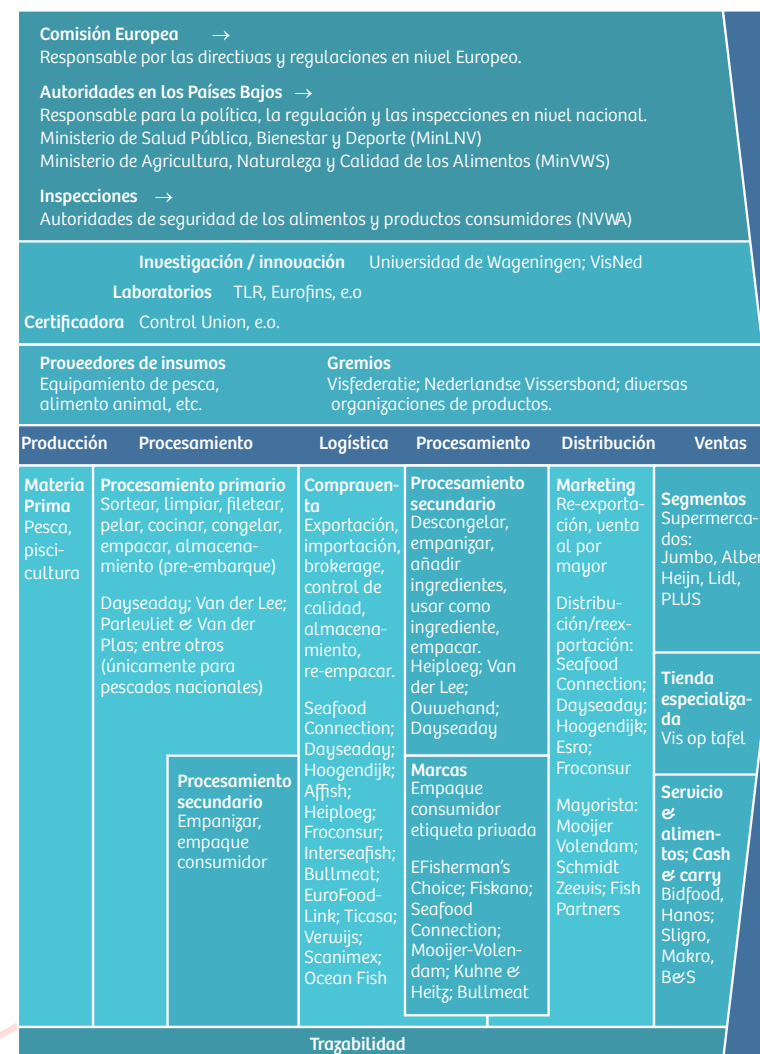 Comisión Europea →
Responsable por las directivas y regulaciones en nivel Europeo.
Autoridades en los Países Bajos →
Responsable para la política, la regulación y las inspecciones en nivel nacional.
Ministerio de Salud Pública, Bienestar y Deporte (MinLNV)
Ministerio de Agricultura, Naturaleza y Calidad de los Alimentos (MinVWS)
Inspecciones →
Autoridades de seguridad de los alimentos y productos consumidores (NVWA)
Investigación / innovación Universidad de Wageningen; VisNed
Laboratorios TLR, Eurofins, e.o
Certificadora Control Union, e.o.
Proveedores de insumos
Equipamiento de pesca,
alimento animal, etc.
Gremios
Visfederatie; Nederlandse Vissersbond; diversas
organizaciones de productos.
Producción Procesamiento Logística Procesamiento Distribución Ventas
Materia
Prima
Pesca,
pisci-
cultura
Procesamiento primario
Sortear, limpiar, filetear,
pelar, cocinar, congelar,
empacar, almacena-
miento (pre-embarque)
Dayseaday; Van der Lee;
Parlevliet & Van der
Plas; entre otros
(únicamente para
pescados nacionales)
Procesamiento
secundario
Empanizar,
empaque
consumidor
Compraven-
ta
Exportación,
importación,
brokerage,
control de
calidad,
almacena-
miento,
re-empacar.
Seafood
Connection;
Dayseaday;
Hoogendijk;
Affish;
Heiploeg;
Froconsur;
Interseafish;
Bullmeat;
EuroFood-
Link; Ticasa;
Verwijs;
Scanimex;
Ocean Fish
Procesamiento
secundario
Descongelar,
empanizar,
añadir
ingredientes,
usar como
ingrediente,
empacar.
Heiploeg; Van
der Lee;
Ouwehand;
Dayseaday
Marcas
Empaque
consumidor
etiqueta privada
EFisherman's
Choice; Fiskano;
Seafood
Connection;
Mooijer-Volen-
dam; Kuhne &
Heitz; Bullmeat
Marketing
Re-exporta-
ción, venta
al por
mayor
Distribu-
ción/reex-
portación:
Seafood
Connection;
Dayseaday;
Hoogendijk;
Esro;
Froconsur
Mayorista:
Mooijer
Volendam;
Schmidt
Zeevis; Fish
Partners
Segmentos
Supermerca-
dos:
Jumbo, Alber
Heijn, Lidl,
PLUS
Tienda
especializa-
da
Vis op tafel
Servicio
&
alimen-
tos; Cash
& carry
Bidfood,
Hanos;
Sligro,
Makro,
B&S
Trazabilidad